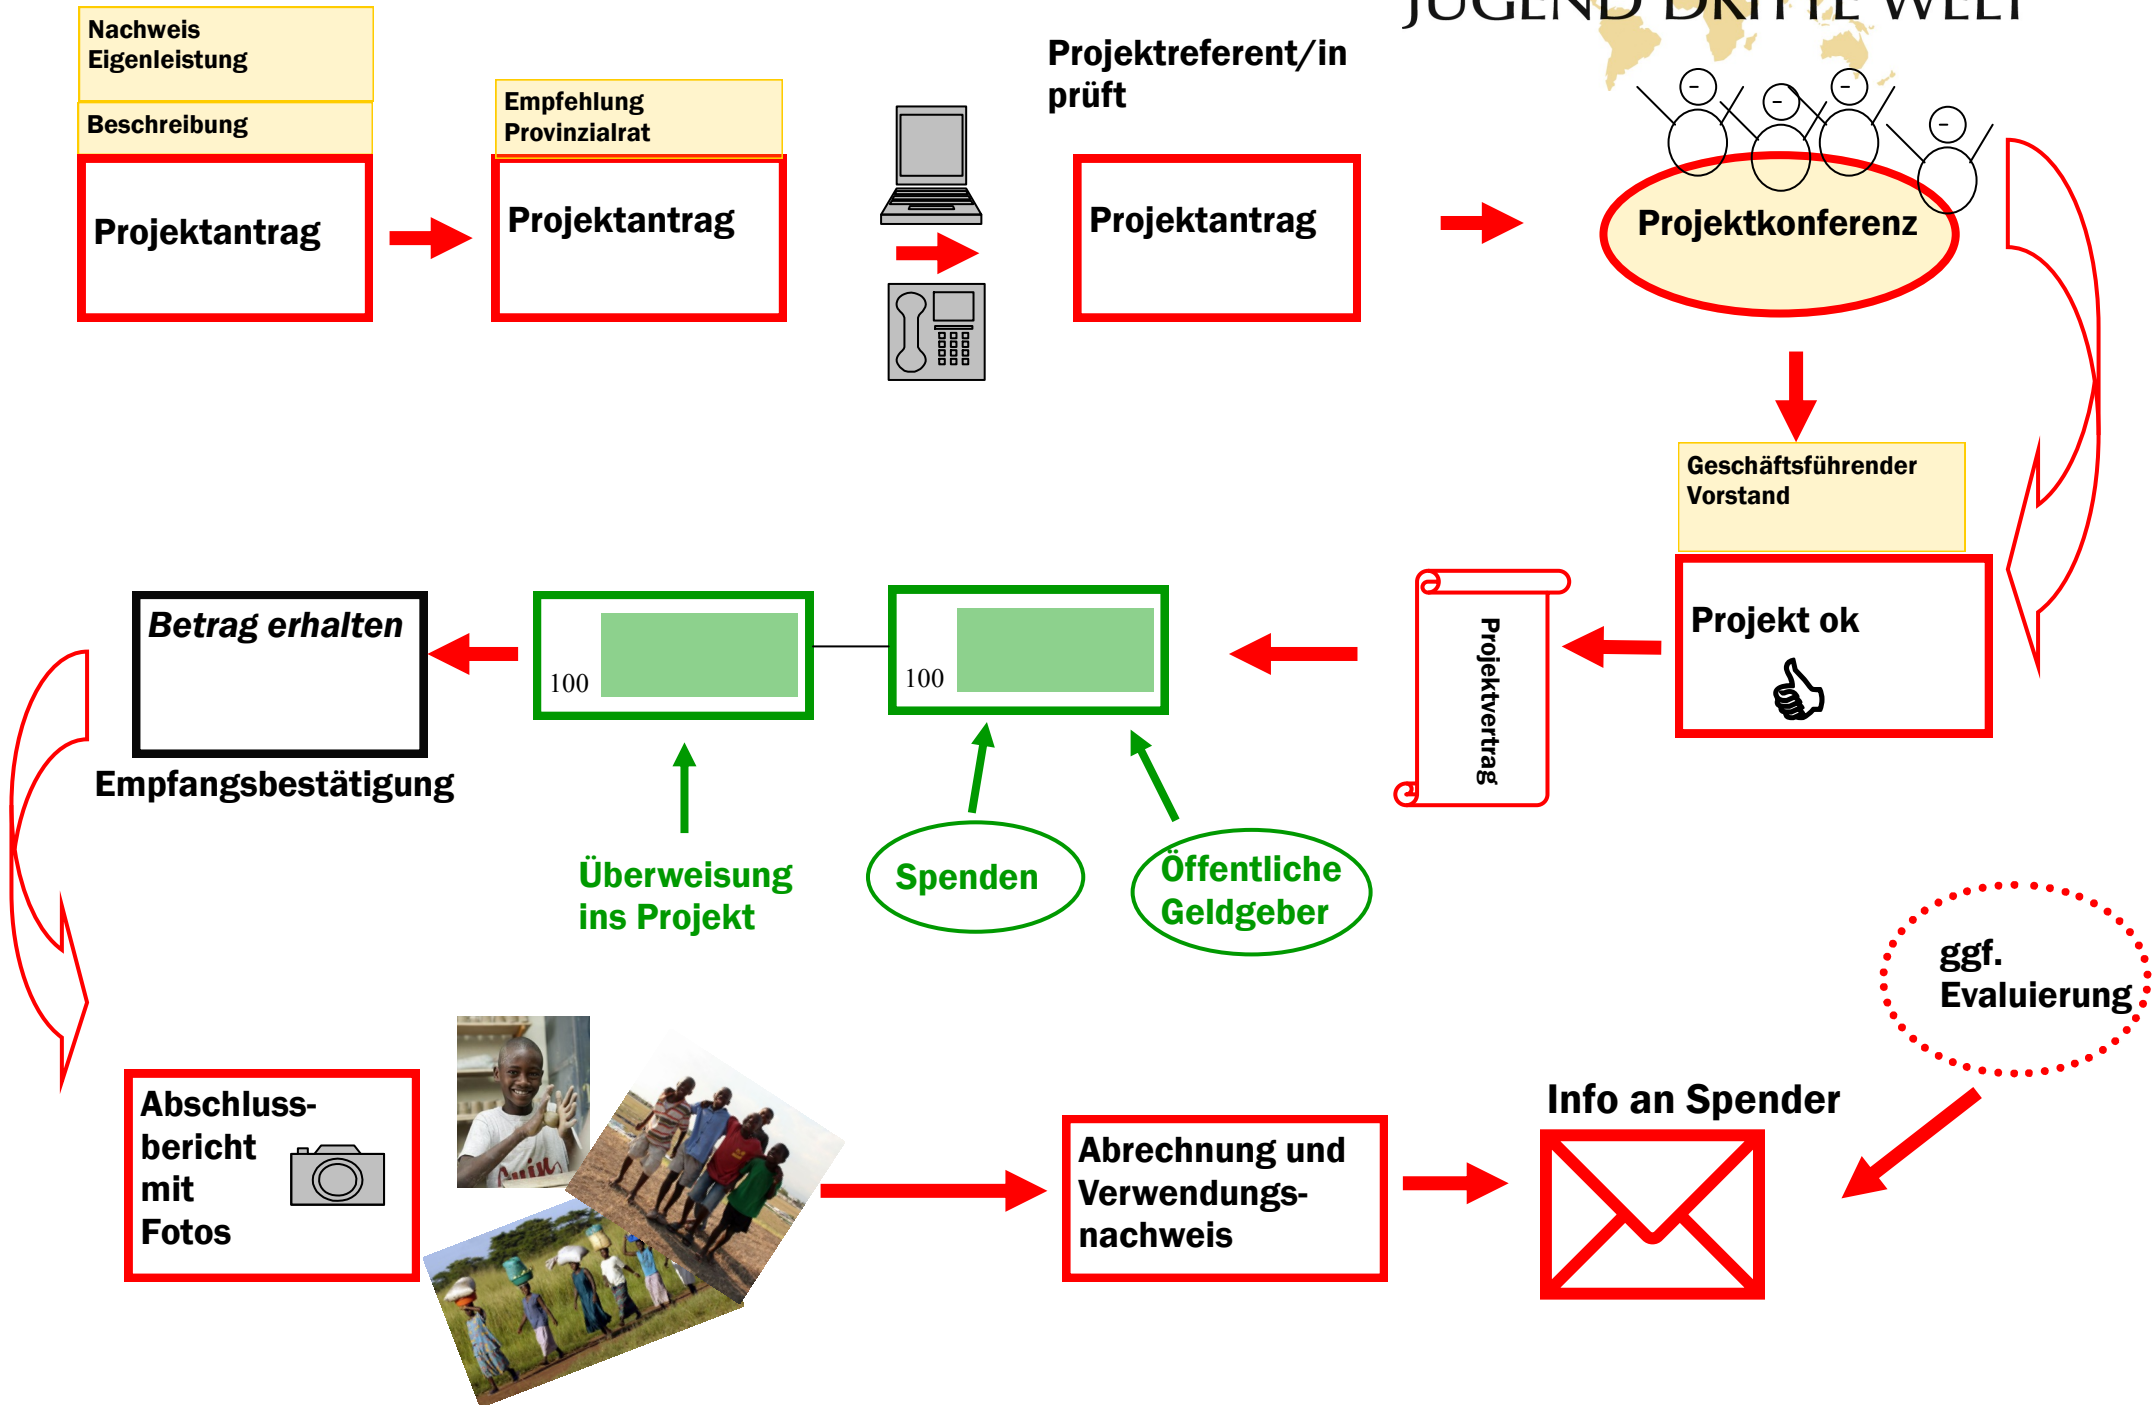 JUGEND DRITTE WELT
Nachweis
Eigenleistung
Beschreibung
Projektantrag
Empfehlung
Provinzialrat
Projektantrag
Projektreferent/in
prüft
Projektantrag
Projektkonferenz
Geschäftsführender
Vorstand
Projekt ok
Projektvertrag
100
100
Spenden
Öffentliche
Geldgeber
Überweisung
ins Projekt
Betrag erhalten
Empfangsbestätigung
Abschluss-
bericht
mit
Fotos
Abrechnung und
Verwendungs-
nachweis
Info an Spender
ggf.
Evaluierung